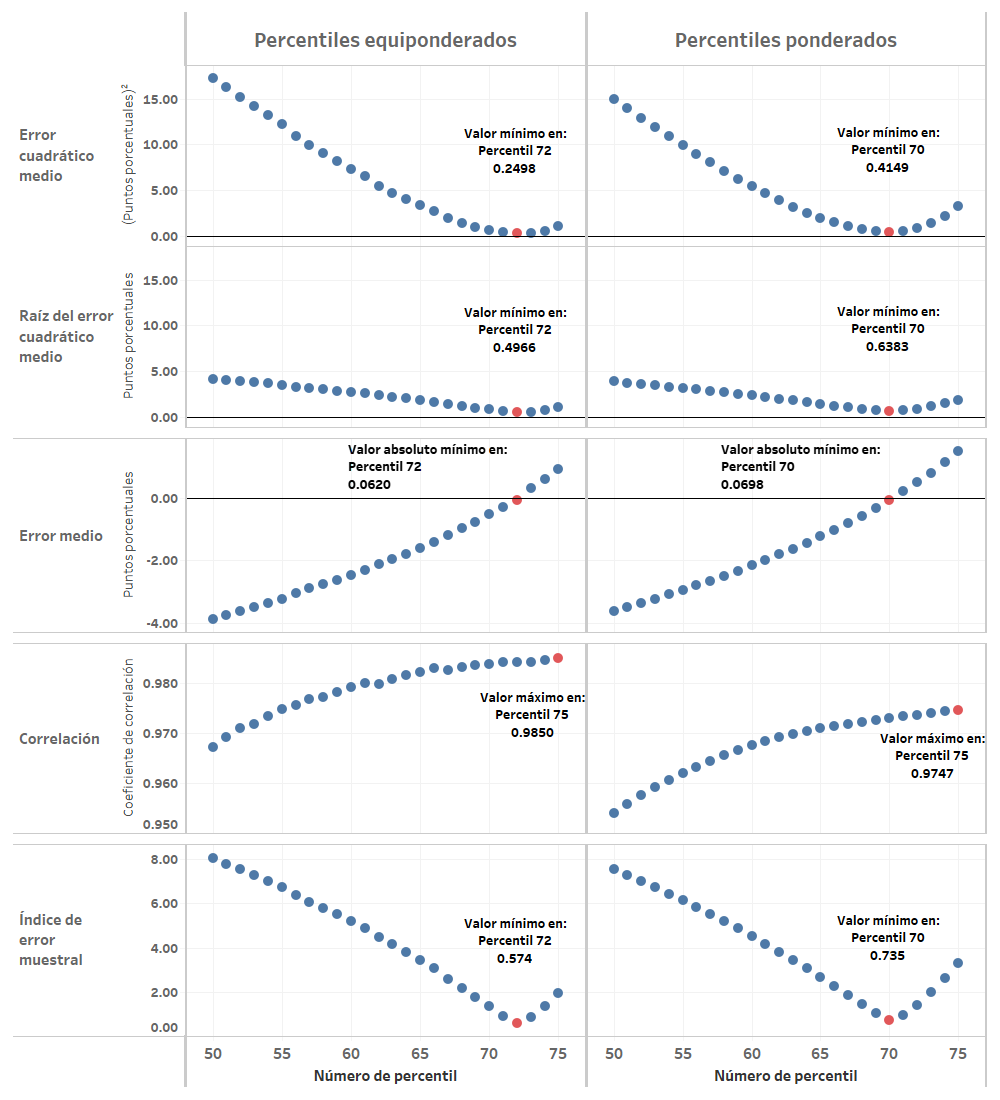 Percentiles equiponderados
Percentiles ponderados
Error
cuadrático
medio
(Puntos porcentuales)²
15.00
10.00
5.00
0.00
Valor mínimo en:
Percentil 72
0.2498
Valor mínimo en:
Percentil 70
0.4149
Raíz del error
cuadrático
medio
Puntos porcentuales
15.00
10.00
5.00
0.00
Valor mínimo en:
Percentil 72
0.4966
Valor mínimo en:
Percentil 70
0.6383
Error medio
Puntos porcentuales
0.00
-2.00
-4.00
Valor absoluto mínimo en:
Percentil 72
0.0620
Valor absoluto mínimo en:
Percentil 70
0.0698
Correlación
Coeficiente de correlación
0.980
0.970
0.960
0.950
Valor máximo en:
Percentil 75
0.9850
Valor máximo en:
Percentil 75
0.9747
Índice de
error
muestral
8.00
6.00
4.00
2.00
0.00
Valor mínimo en:
Percentil 72
0.574
Valor mínimo en:
Percentil 70
0.735
50 55 60 65 70 75
50 55 60 65 70 75
Número de percentil
Número de percentil